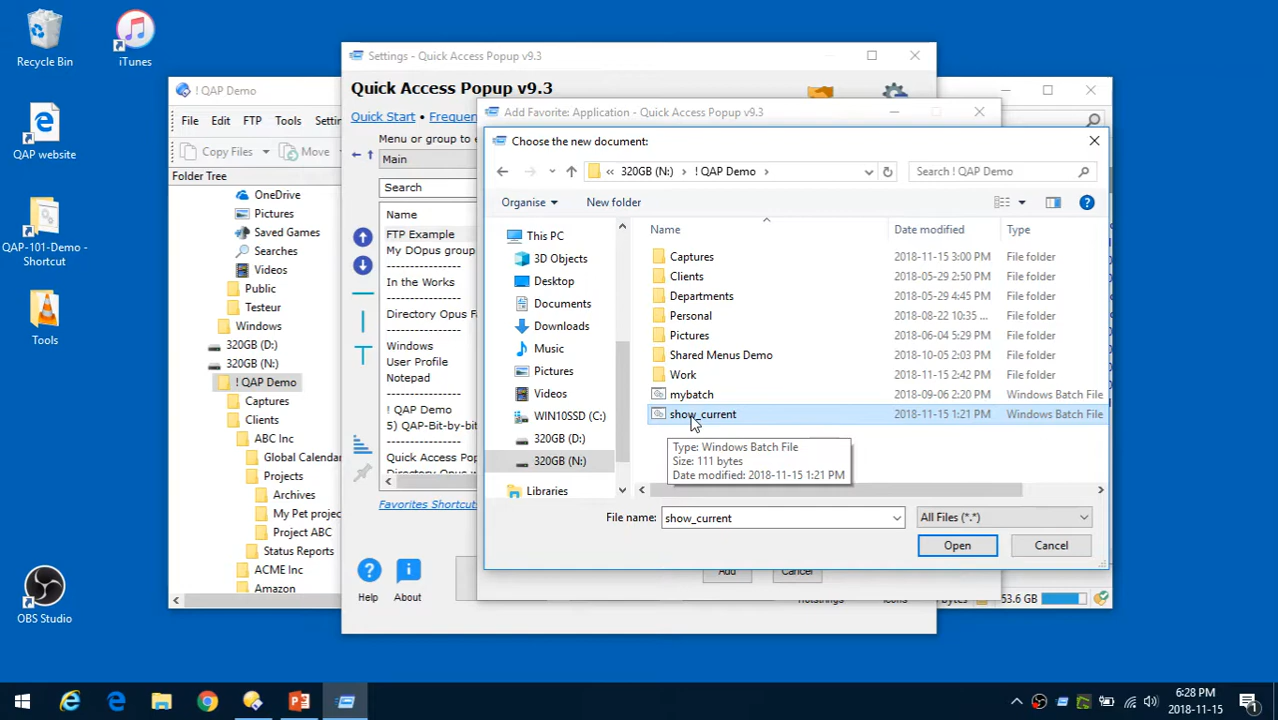 Recycle Bin
iTunes
QAP website
QAP-101-Demo -
Shortcut
Tools
OBS Studio
! QAP Demo
File Edit FTP Tools
Copy Files
Move
Folder Tree
OneDrive
Pictures
Saved Games
Searches
Videos
Public
Testeur
Windows
320GB (D:)
320GB (N:)
! QAP Demo
Captures
Clients
ABC Inc
Global Calenda
Projects
Archives
My Pet projec
Project ABC
Status Reports
ACME Inc
Amazon
Settings - Quick Access Popup v9.3
Quick Access Popup v9.3
Quick Start •
Menu or group to e
Main
Search
Name
FTP Example
My DOpus group
---------------
In the Works
---------------
Directory Opus F
---------------
Windows
User Profile
Notepad
---------------
! QAP Demo
5) QAP-Bit-by-bit
---------------
Quick Access Pop
Favorites Shortcuts
Help
About
Add Favorite: Application - Quick Access Popup v9.3
Choose the new document:
« 320GB (N:) › ! QAP Demo ›
Search ! QAP Demo
Organise
New folder
This PC
3D Objects
Desktop
Documents
Downloads
Music
Pictures
Videos
WIN10SSD (C:)
320GB (D:)
320GB (N:)
Libraries
Name Date modified Type
Captures 2018-11-15 3:00 PM File folder
Clients 2018-05-29 2:50 PM File folder
Departments 2018-05-29 4:45 PM File folder
Personal 2018-08-22 10:35 ... File folder
Pictures 2018-06-04 5:29 PM File folder
Shared Menus Demo 2018-10-05 2:03 PM File folder
Work 2018-11-15 2:42 PM File folder
mybatch 2018-09-06 2:20 PM Windows Batch File
show_current 2018-11-15 1:21 PM Windows Batch File
Type: Windows Batch File
Size: 111 bytes
Date modified: 2018-11-15 1:21 PM
File name: show_current
All Files (*.*)
Open
Cancel
Add
Cancel
53.6 GB
6:28 PM
2018-11-15
1